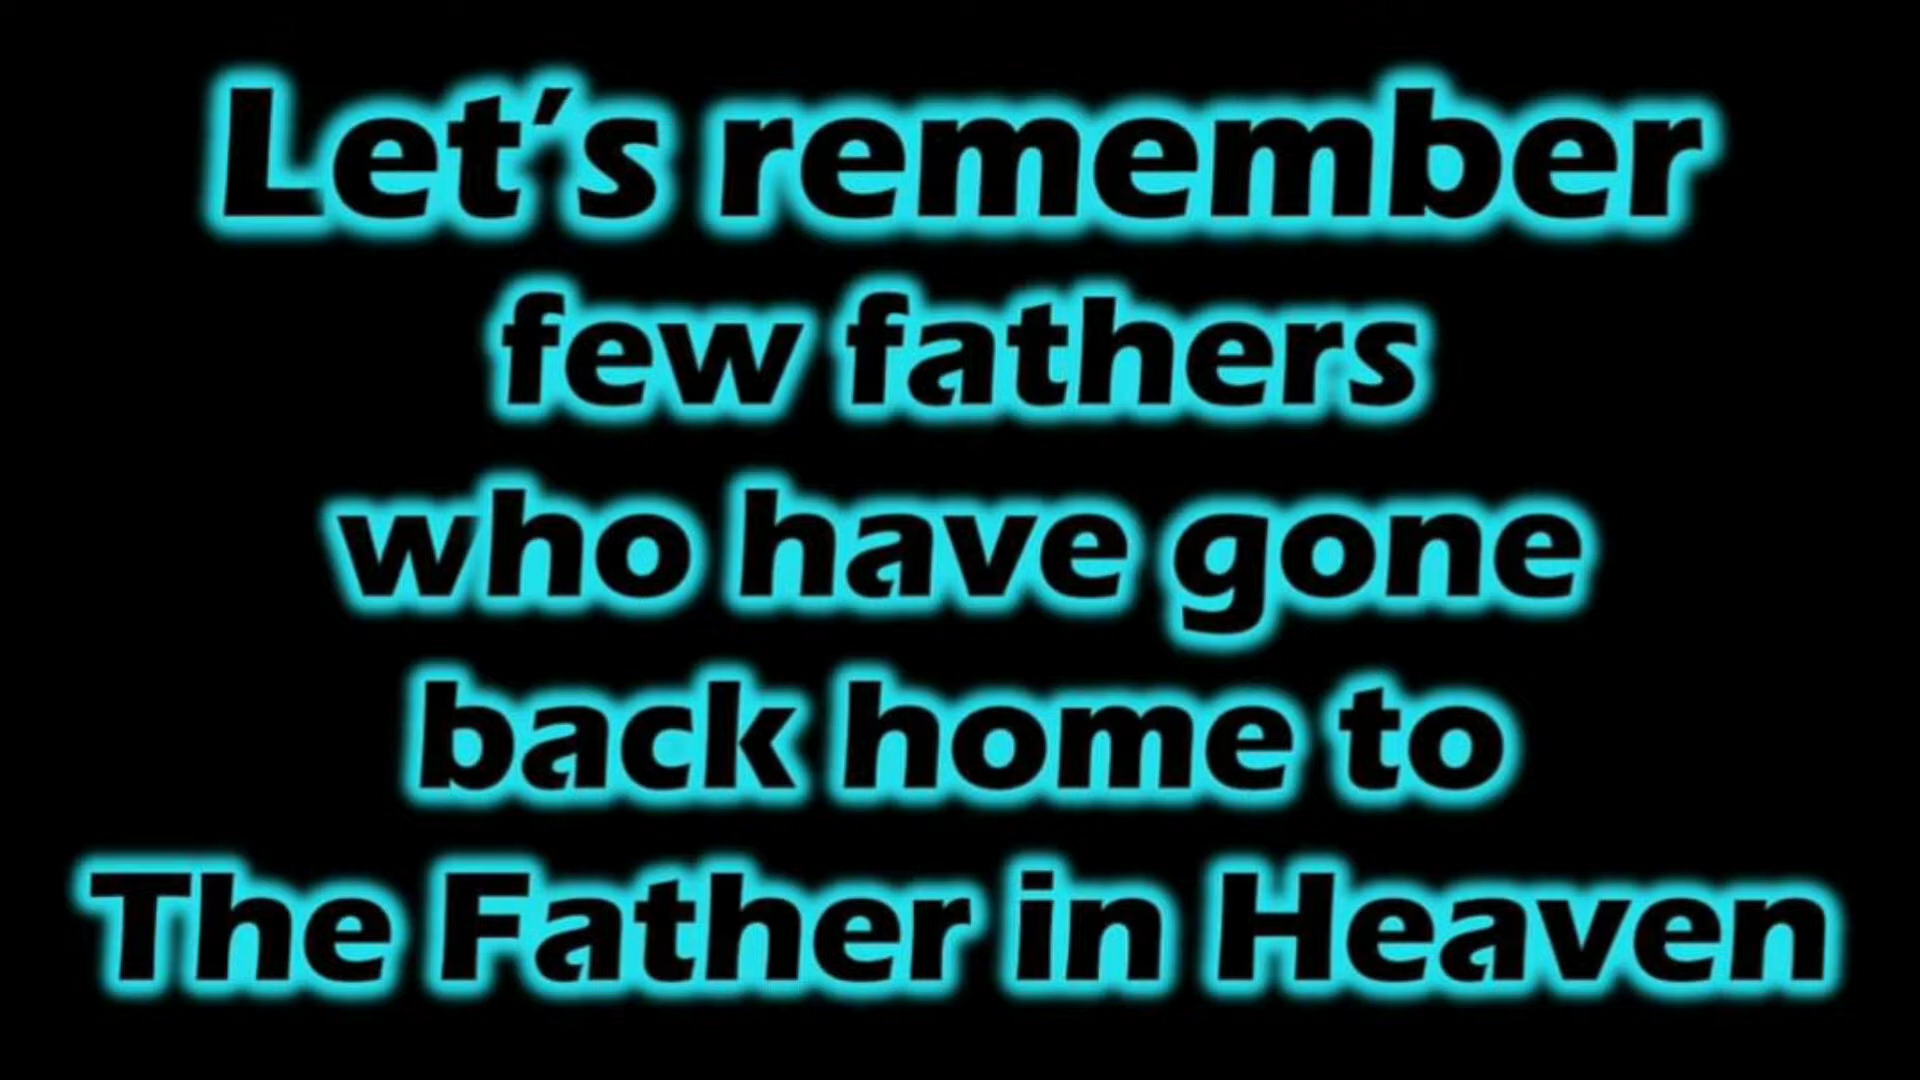 Let's remember
few fathers
who have gone
back home to
The Father in Heaven